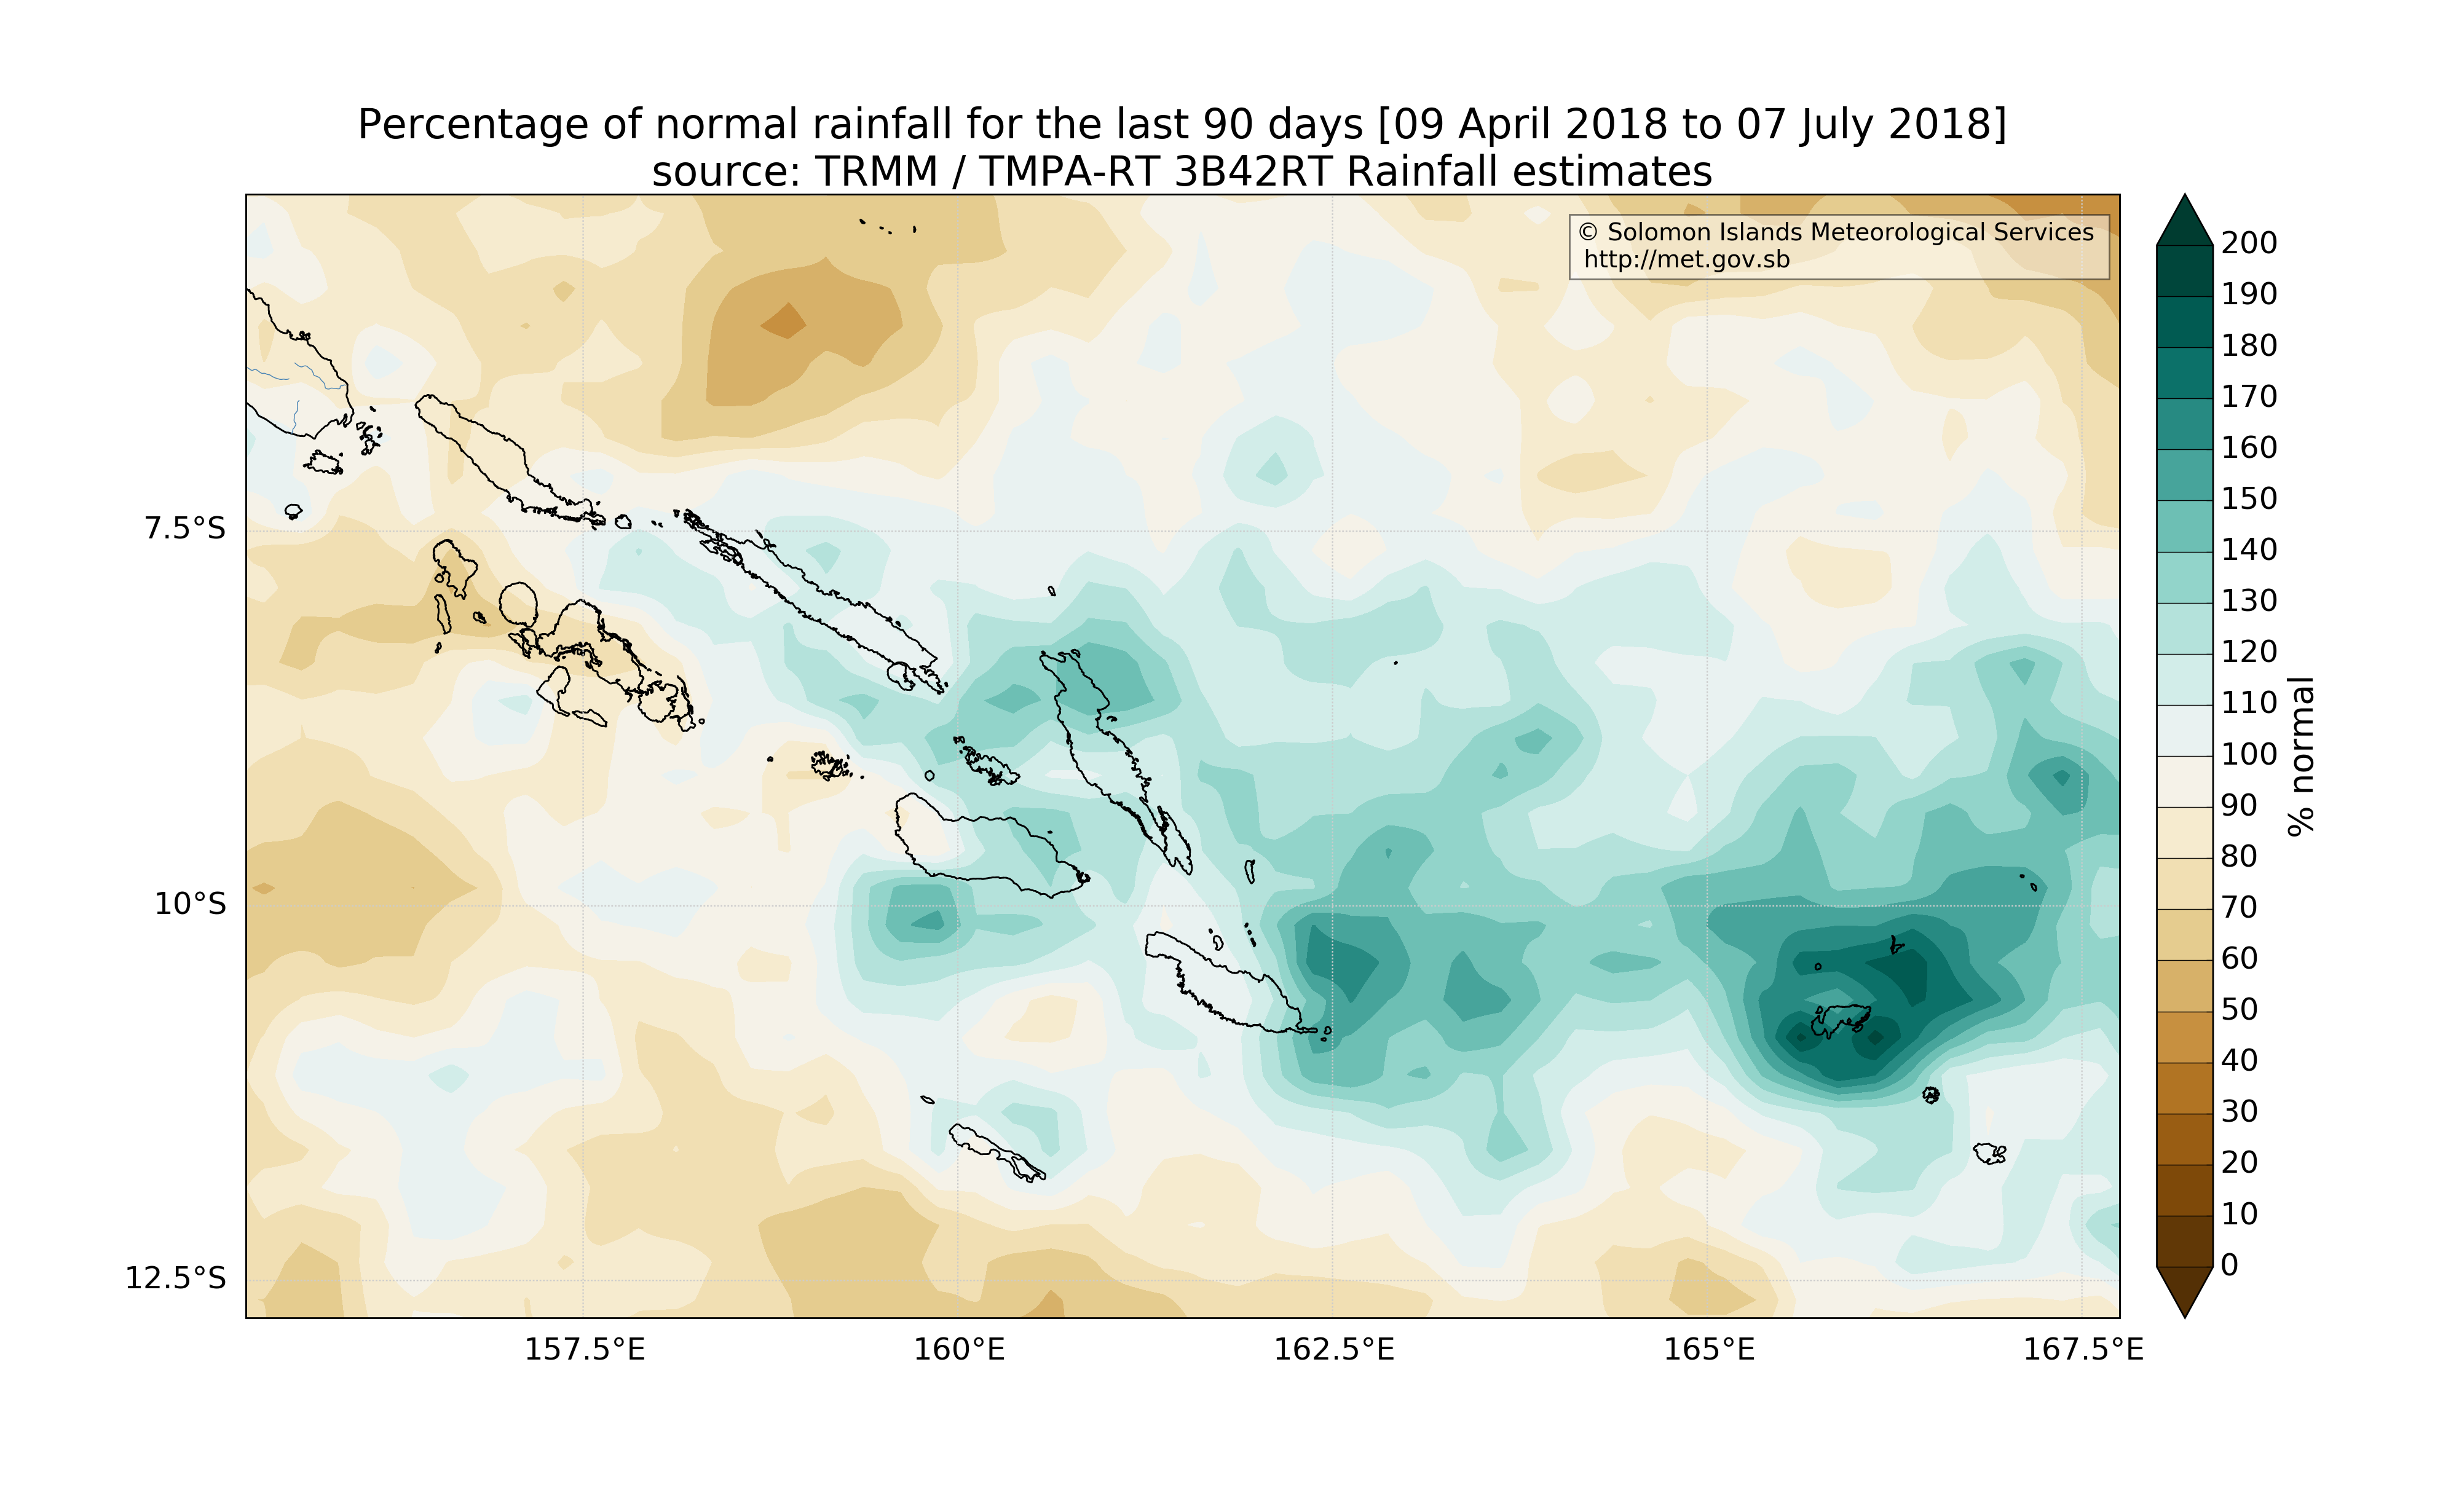 Percentage of normal rainfall for the last 90 days [09 April 2018 to 07 July 2018]
source: TRMM / TMPA-RT 3B42RT Rainfall estimates
© Solomon Islands Meteorological Services
http://met.gov.sb
7.5°S
10°S
12.5°S
157.5°E
160°E
162.5°E
165°E
167.5°E
200
190
180
170
160
150
140
130
120
110
100
90
80
70
60
50
40
30
20
10
0
% normal